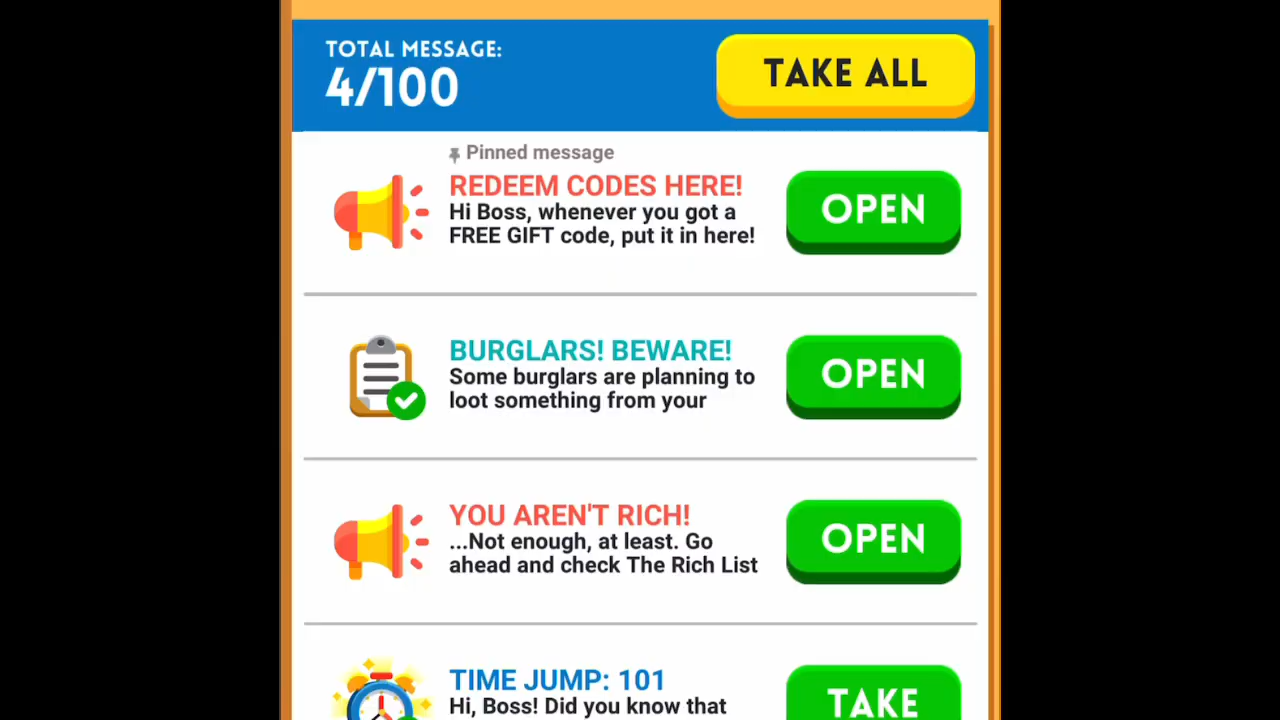 TOTAL MESSAGE:
4/100
TAKE ALL
Pinned message
REDEEM CODES HERE!
Hi Boss, whenever you got a
FREE GIFT code, put it in here!
OPEN
BURGLARS! BEWARE!
Some burglars are planning to
loot something from your
OPEN
YOU AREN'T RICH!
...Not enough, at least. Go
ahead and check The Rich List
OPEN
TIME JUMP: 101
Hi, Boss! Did you know that
TAKE